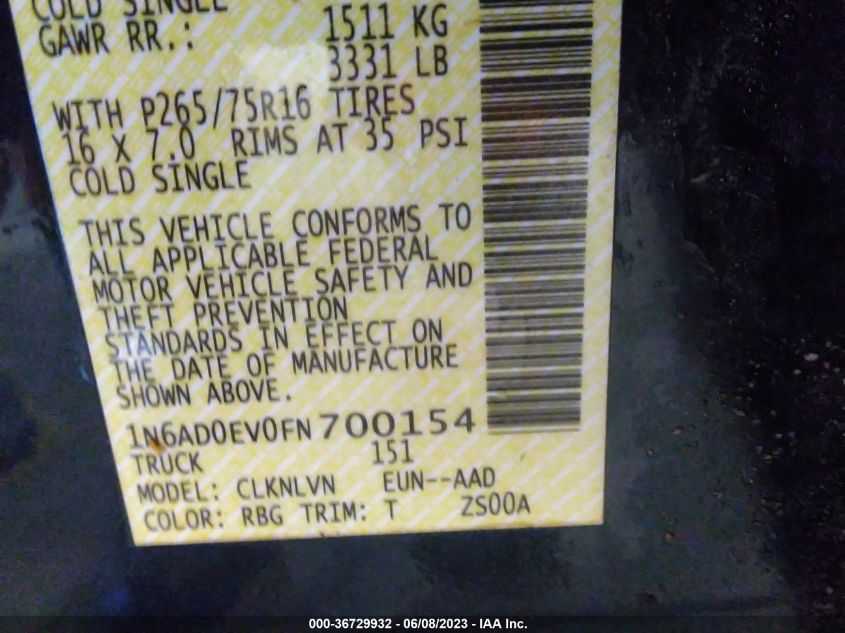 COLD SINGLE
GAWR RR.: 1511 KG
3331 LB
WITH P265/75R16 TIRES
16 X 7.0 RIMS AT 35 PSI
COLD SINGLE
THIS VEHICLE CONFORMS TO
ALL APPLICABLE FEDERAL
MOTOR VEHICLE SAFETY AND
THEFT PREVENTION
STANDARDS IN EFFECT ON
THE DATE OF MANUFACTURE
SHOWN ABOVE.
1N6AD0EV0FN700154
TRUCK 151
MODEL: CLKNLVN EUN--AAD
COLOR: RBG TRIM: T ZS00A
000-36729932 - 06/08/2023 - IAA Inc.